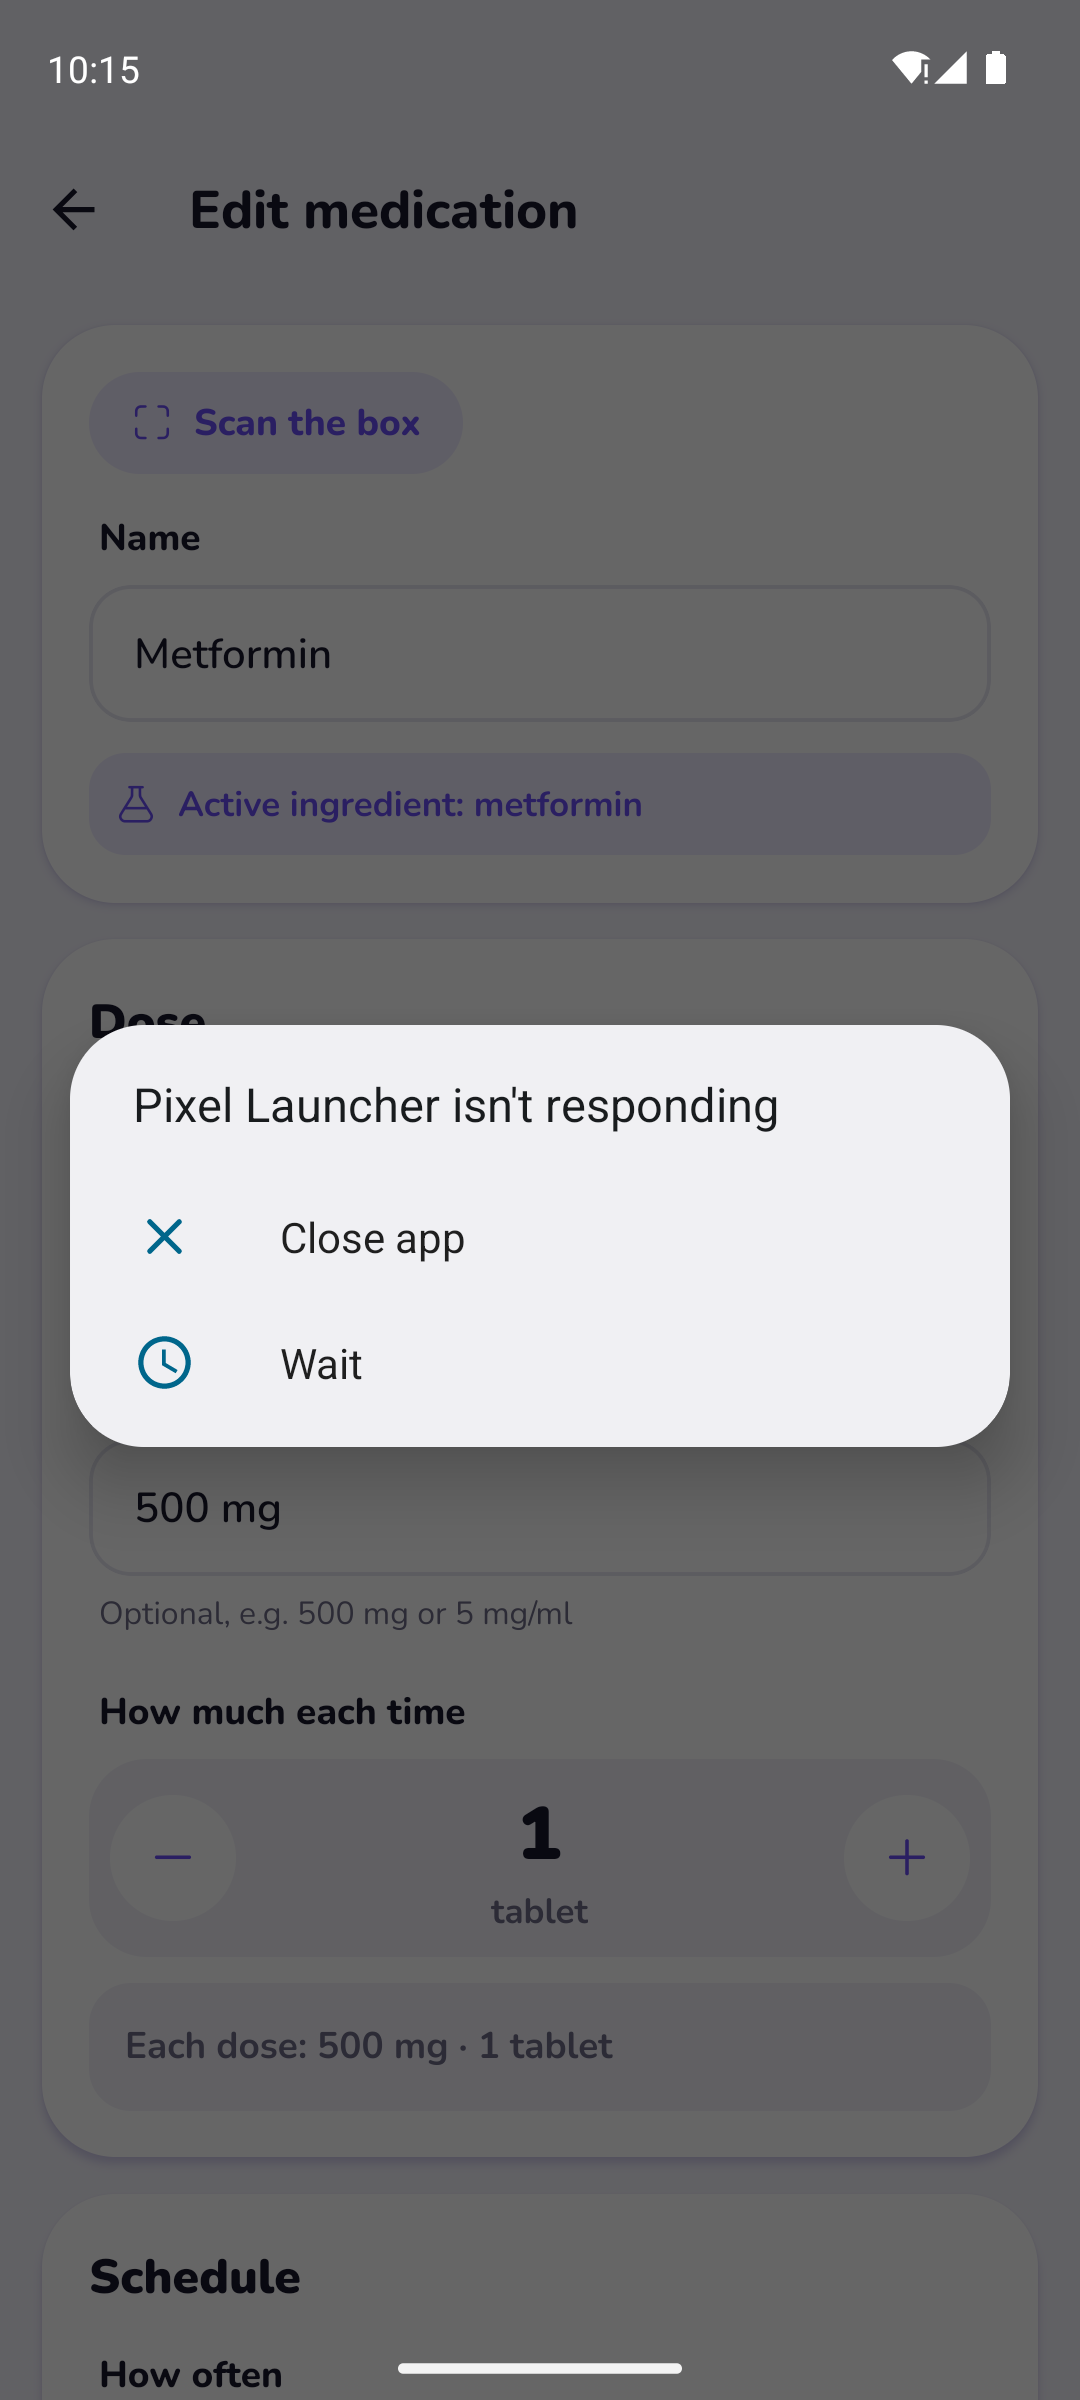 10:15
Edit medication
Scan the box
Name
Metformin
Active ingredient: metformin
Dose
Pixel Launcher isn't responding
Close app
Wait
500 mg
Optional, e.g. 500 mg or 5 mg/ml
How much each time
1
tablet
Each dose: 500 mg · 1 tablet
Schedule
How often